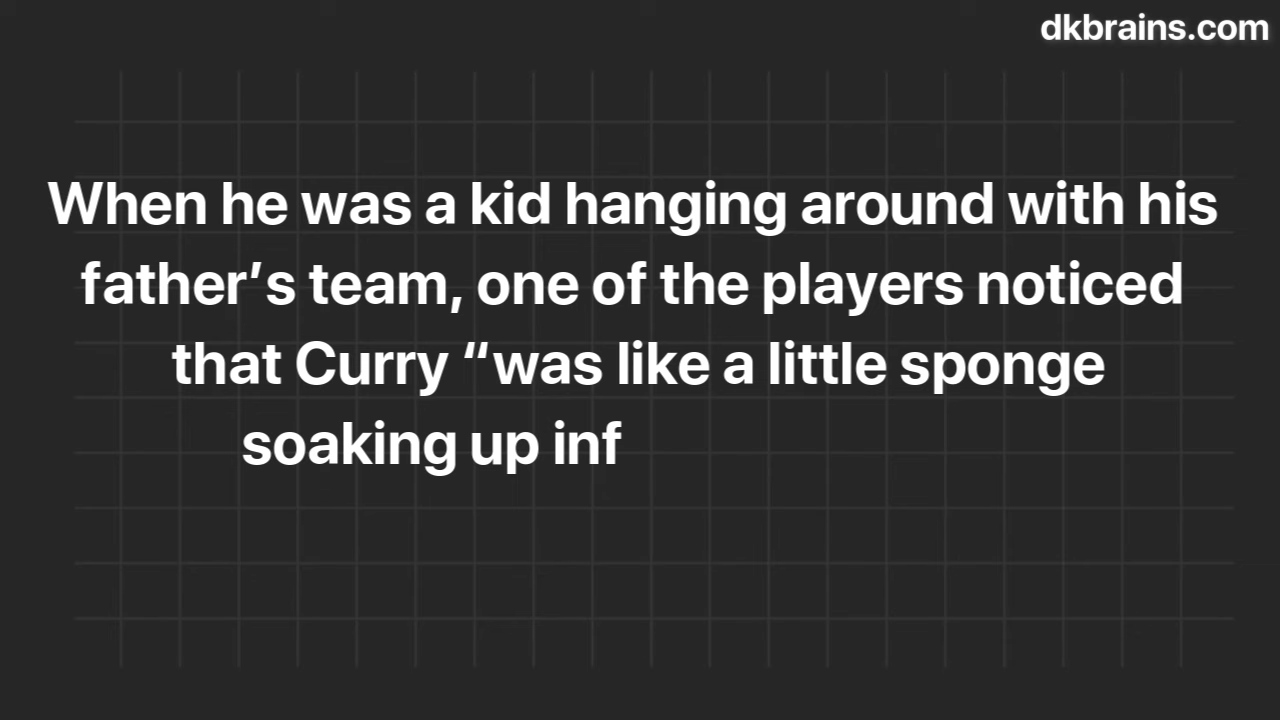 dkbrains.com
When he was a kid hanging around with his
father’s team, one of the players noticed
that Curry “was like a little sponge
soaking up inf